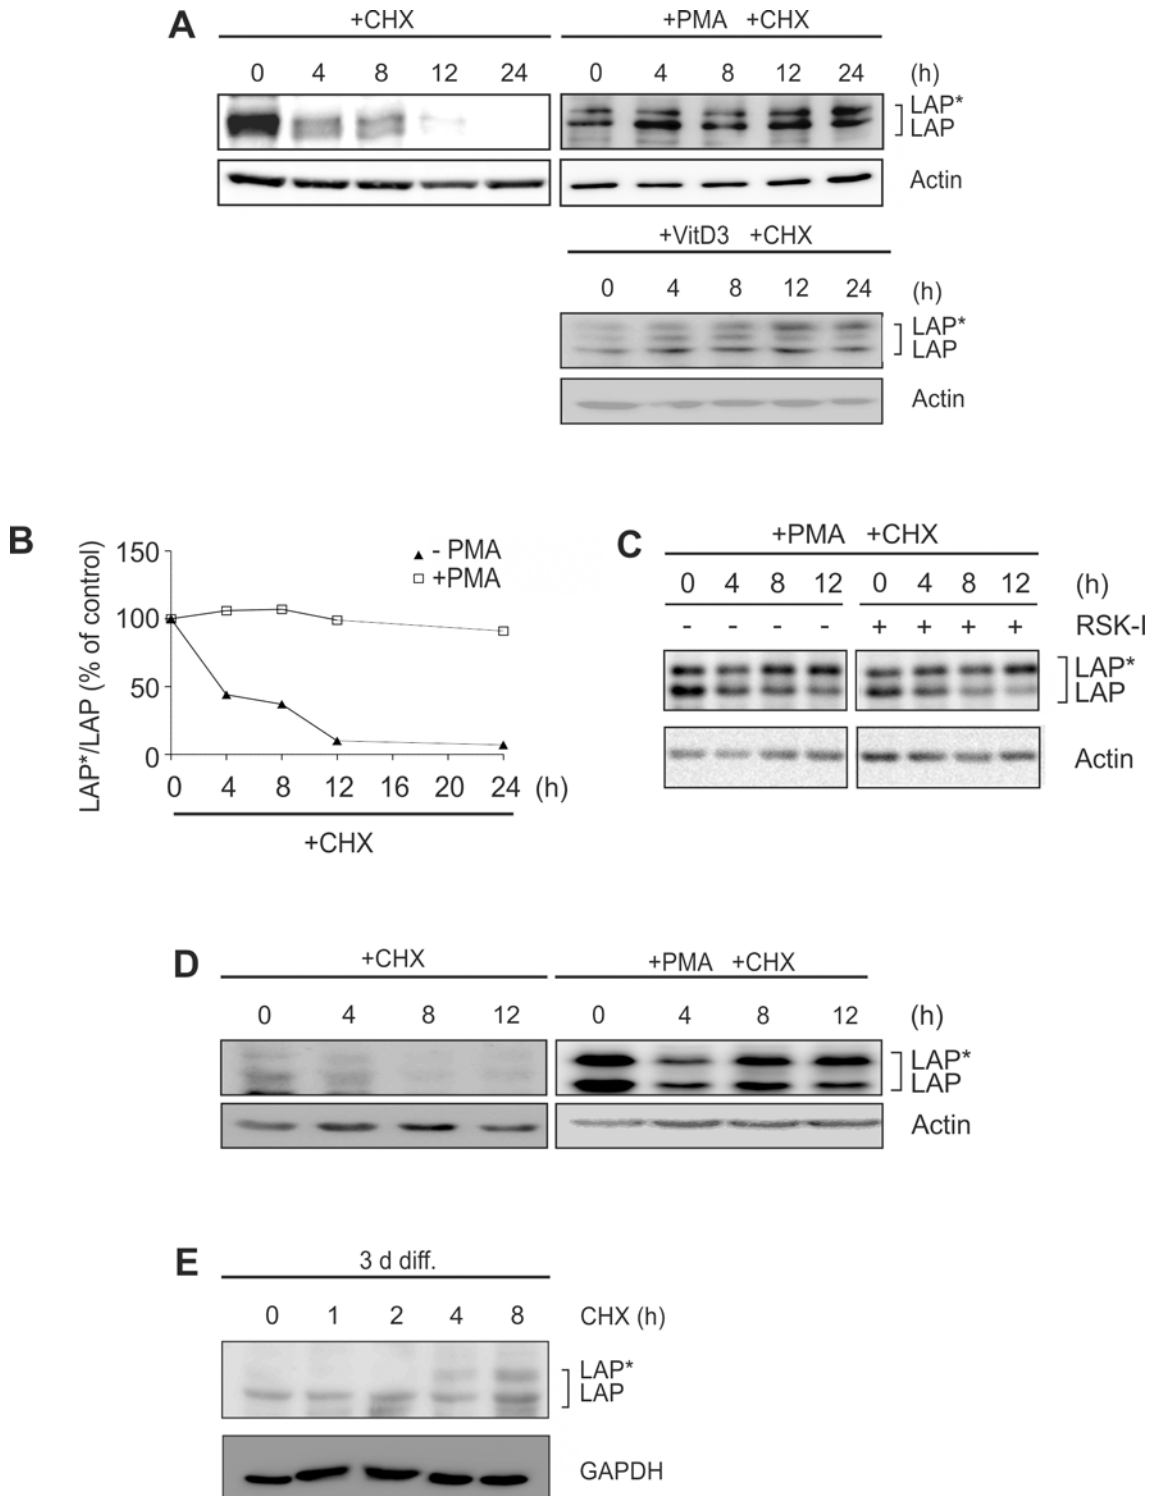 A
+CHX
+PMA +CHX
0 4 8 12 24
0 4 8 12 24 (h)
LAP*
LAP
Actin
+VitD3 +CHX
0 4 8 12 24 (h)
LAP*
LAP
Actin
B
LAP*/LAP (% of control)
150
100
50
0
- PMA
+PMA
0 4 8 12 16 20 24 (h)
+CHX
C
+PMA +CHX
0 4 8 12 0 4 8 12 (h)
- - - - + + + + RSK-I
LAP*
LAP
Actin
D
+CHX
+PMA +CHX
0 4 8 12
0 4 8 12 (h)
LAP*
LAP
Actin
E
3 d diff.
0 1 2 4 8 CHX (h)
LAP*
LAP
GAPDH